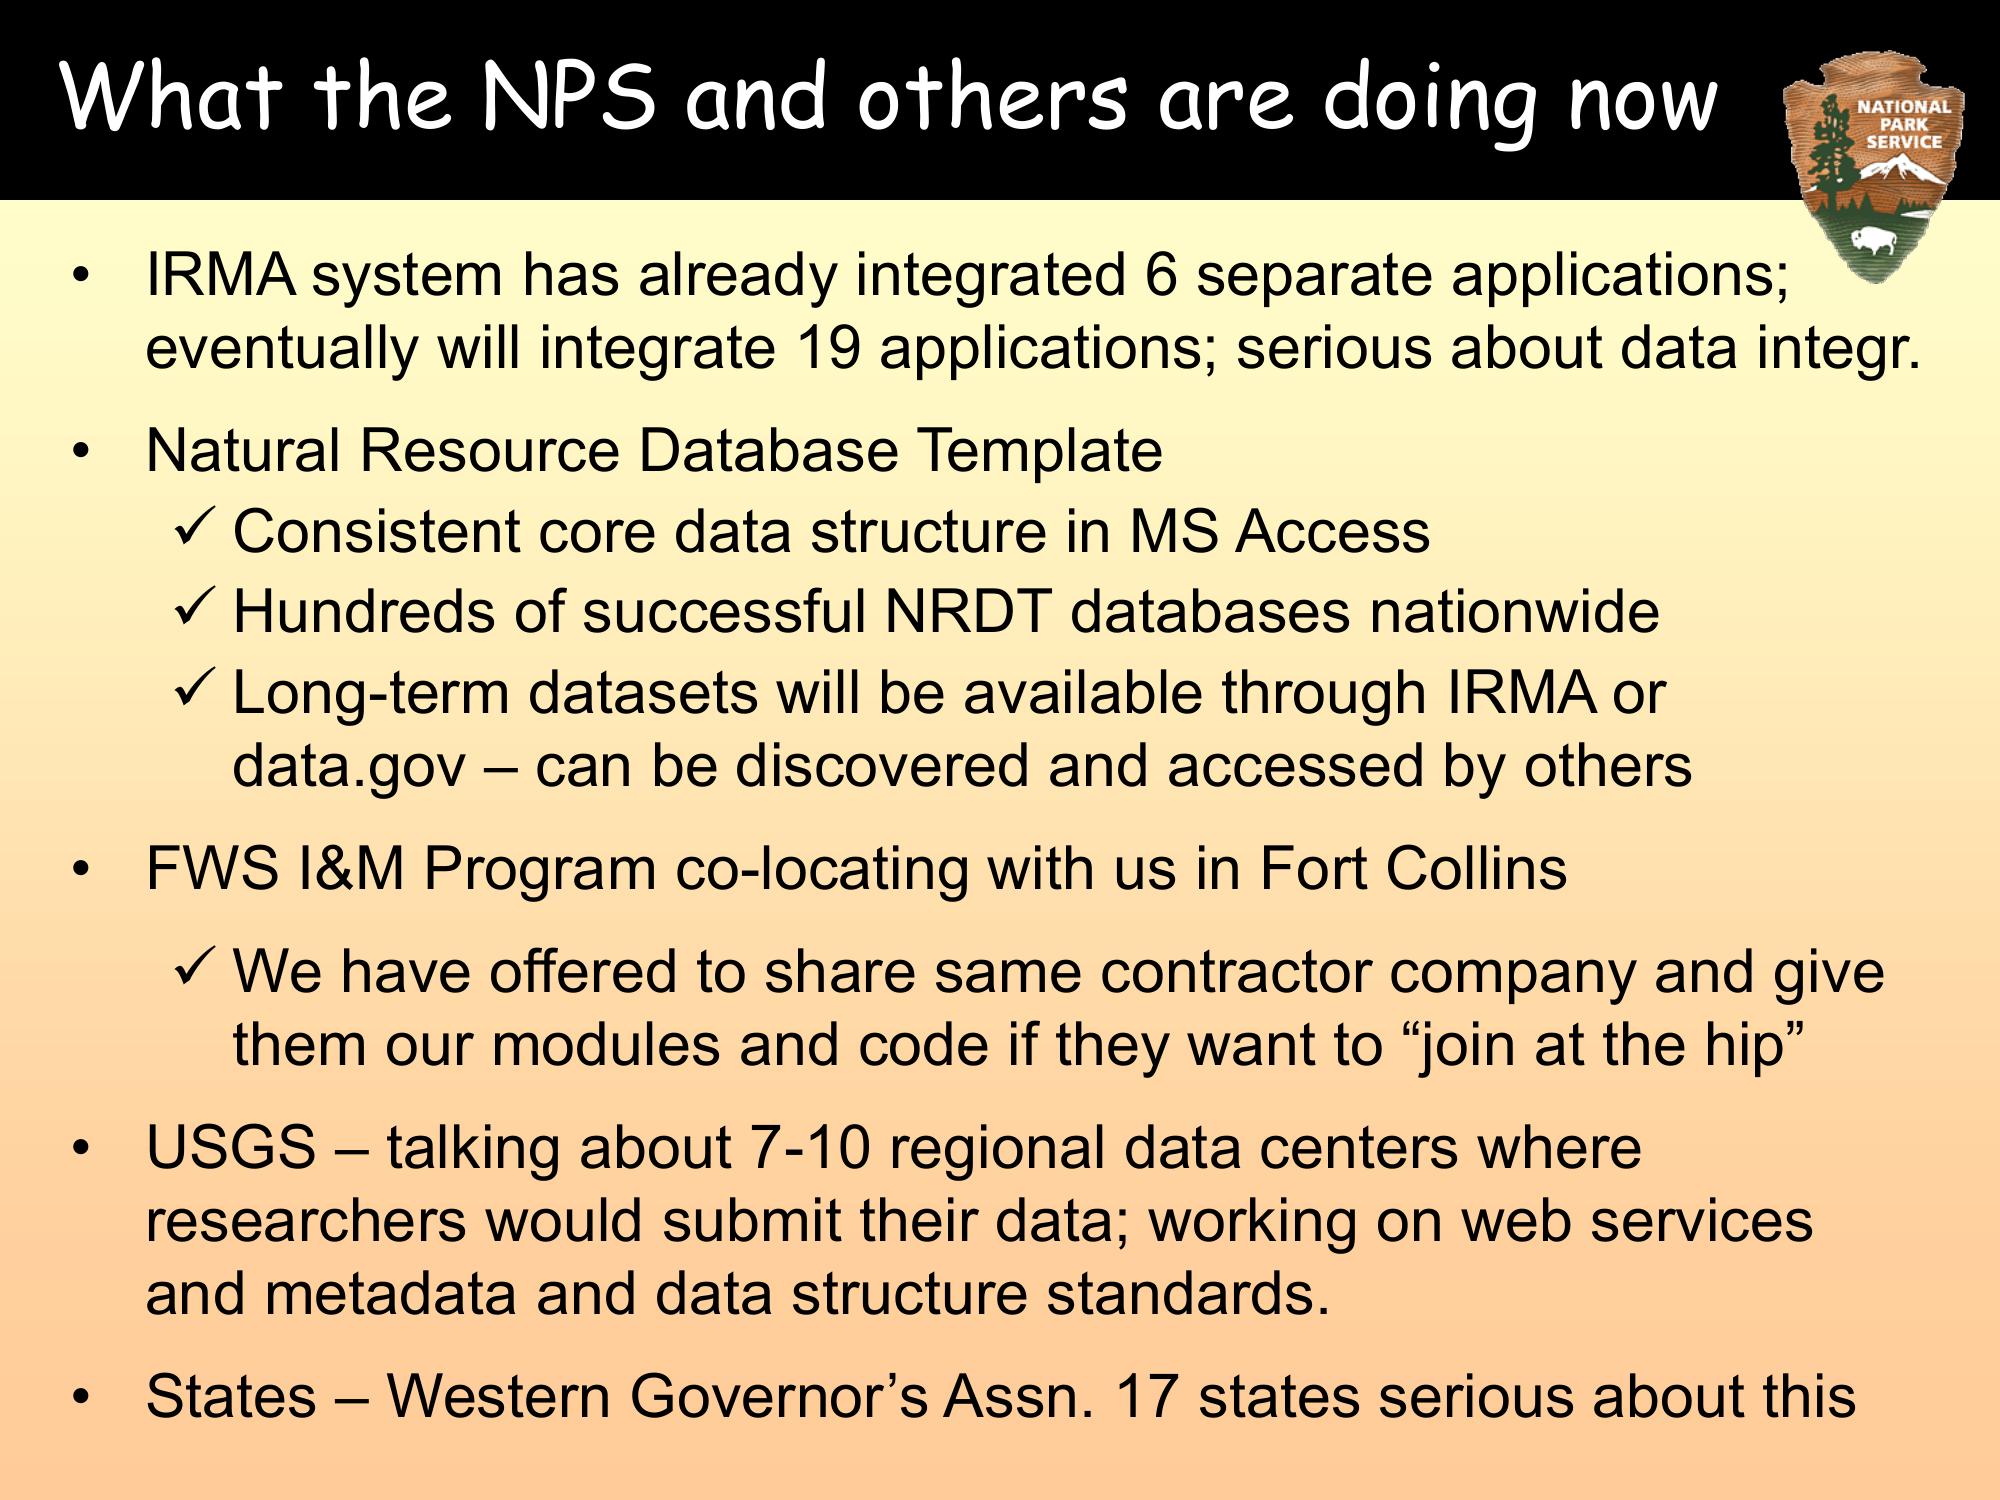 What the NPS and others are doing now
NATIONAL
PARK
SERVICE
• IRMA system has already integrated 6 separate applications;
eventually will integrate 19 applications; serious about data integr.
• Natural Resource Database Template
✓ Consistent core data structure in MS Access
✓ Hundreds of successful NRDT databases nationwide
✓ Long-term datasets will be available through IRMA or
data.gov – can be discovered and accessed by others
• FWS I&M Program co-locating with us in Fort Collins
✓ We have offered to share same contractor company and give
them our modules and code if they want to “join at the hip”
• USGS – talking about 7-10 regional data centers where
researchers would submit their data; working on web services
and metadata and data structure standards.
• States – Western Governor’s Assn. 17 states serious about this